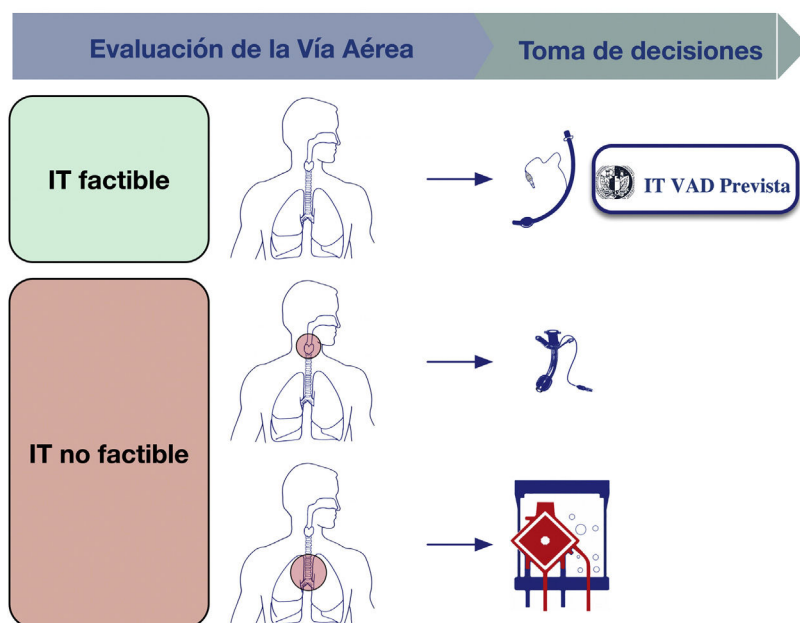 Evaluación de la Vía Aérea
Toma de decisiones
IT factible
IT VAD Prevista
IT no factible